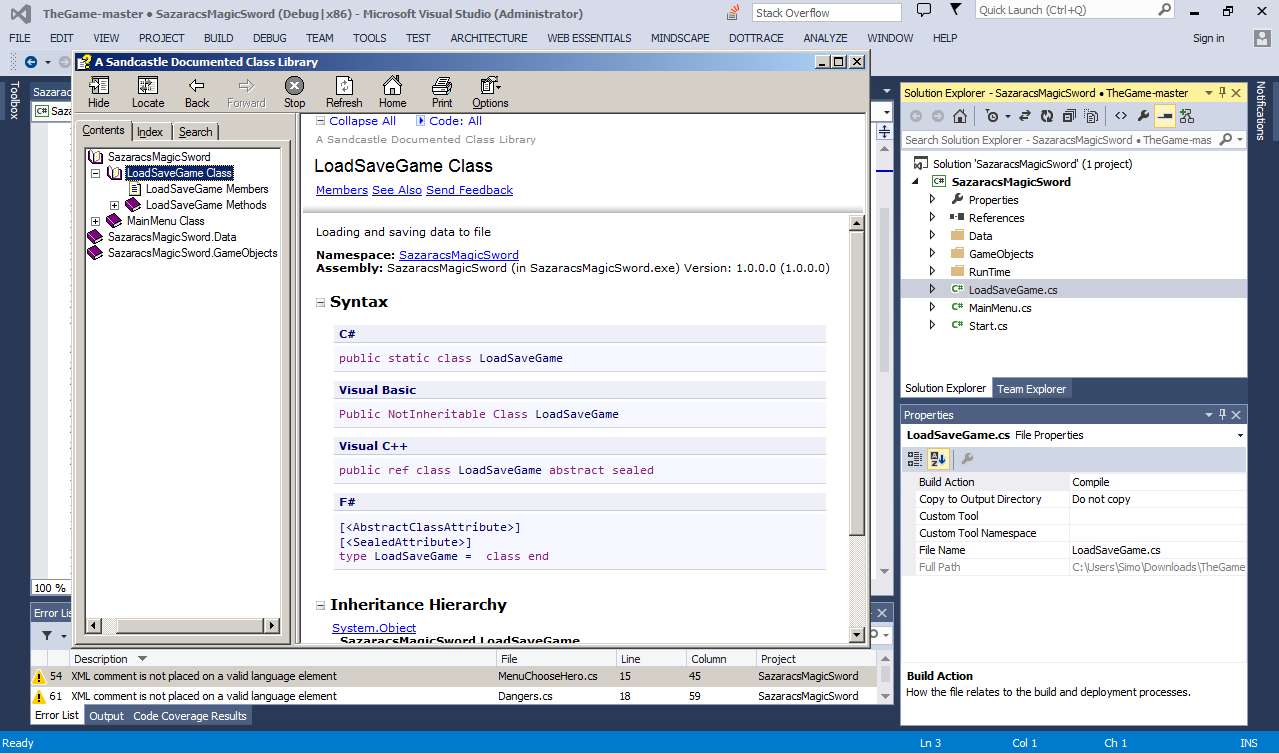 TheGame-master • SazaracsMagicSword (Debug|x86) - Microsoft Visual Studio (Administrator)
Stack Overflow
Quick Launch (Ctrl+Q)
FILE EDIT VIEW PROJECT BUILD DEBUG TEAM TOOLS TEST ARCHITECTURE WEB ESSENTIALS MINDSCAPE DOTTRACE ANALYZE WINDOW HELP Sign in
Toolbox
Sazarac
C# Saza
100 %
A Sandcastle Documented Class Library
Hide Locate Back Forward Stop Refresh Home Print Options
Contents Index Search
SazaracsMagicSword
LoadSaveGame Class
LoadSaveGame Members
LoadSaveGame Methods
MainMenu Class
SazaracsMagicSword.Data
SazaracsMagicSword.GameObjects
Collapse All Code: All
A Sandcastle Documented Class Library
LoadSaveGame Class
Members See Also Send Feedback
Loading and saving data to file
Namespace: SazaracsMagicSword
Assembly: SazaracsMagicSword (in SazaracsMagicSword.exe) Version: 1.0.0.0 (1.0.0.0)
Syntax
C#
public static class LoadSaveGame
Visual Basic
Public NotInheritable Class LoadSaveGame
Visual C++
public ref class LoadSaveGame abstract sealed
F#
[<AbstractClassAttribute>]
[<SealedAttribute>]
type LoadSaveGame = class end
Inheritance Hierarchy
System.Object
SazaracsMagicSword.LoadSaveGame
Solution Explorer - SazaracsMagicSword • TheGame-master
Search Solution Explorer - SazaracsMagicSword • TheGame-mas
Solution 'SazaracsMagicSword' (1 project)
C# SazaracsMagicSword
Properties
References
Data
GameObjects
RunTime
C# LoadSaveGame.cs
C# MainMenu.cs
C# Start.cs
Solution Explorer Team Explorer
Notifications
Properties
LoadSaveGame.cs File Properties
Build Action Compile
Copy to Output Directory Do not copy
Custom Tool
Custom Tool Namespace
File Name LoadSaveGame.cs
Full Path C:\Users\Simo\Downloads\TheGame
Build Action
How the file relates to the build and deployment processes.
Error Lis
Description File Line Column Project
54 XML comment is not placed on a valid language element MenuChooseHero.cs 15 45 SazaracsMagicSword
61 XML comment is not placed on a valid language element Dangers.cs 18 59 SazaracsMagicSword
Error List Output Code Coverage Results
Ready Ln 3 Col 1 Ch 1 INS